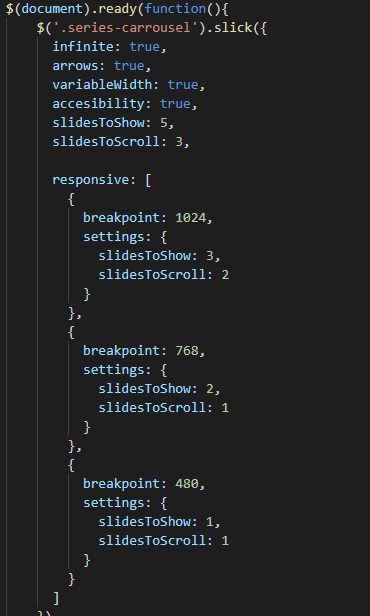 $(document).ready(function(){
$('.series-carrousel').slick({
infinite: true,
arrows: true,
variableWidth: true,
accesibility: true,
slidesToShow: 5,
slidesToScroll: 3,
responsive: [
{
breakpoint: 1024,
settings: {
slidesToShow: 3,
slidesToScroll: 2
}
},
{
breakpoint: 768,
settings: {
slidesToShow: 2,
slidesToScroll: 1
}
},
{
breakpoint: 480,
settings: {
slidesToShow: 1,
slidesToScroll: 1
}
}
]
})